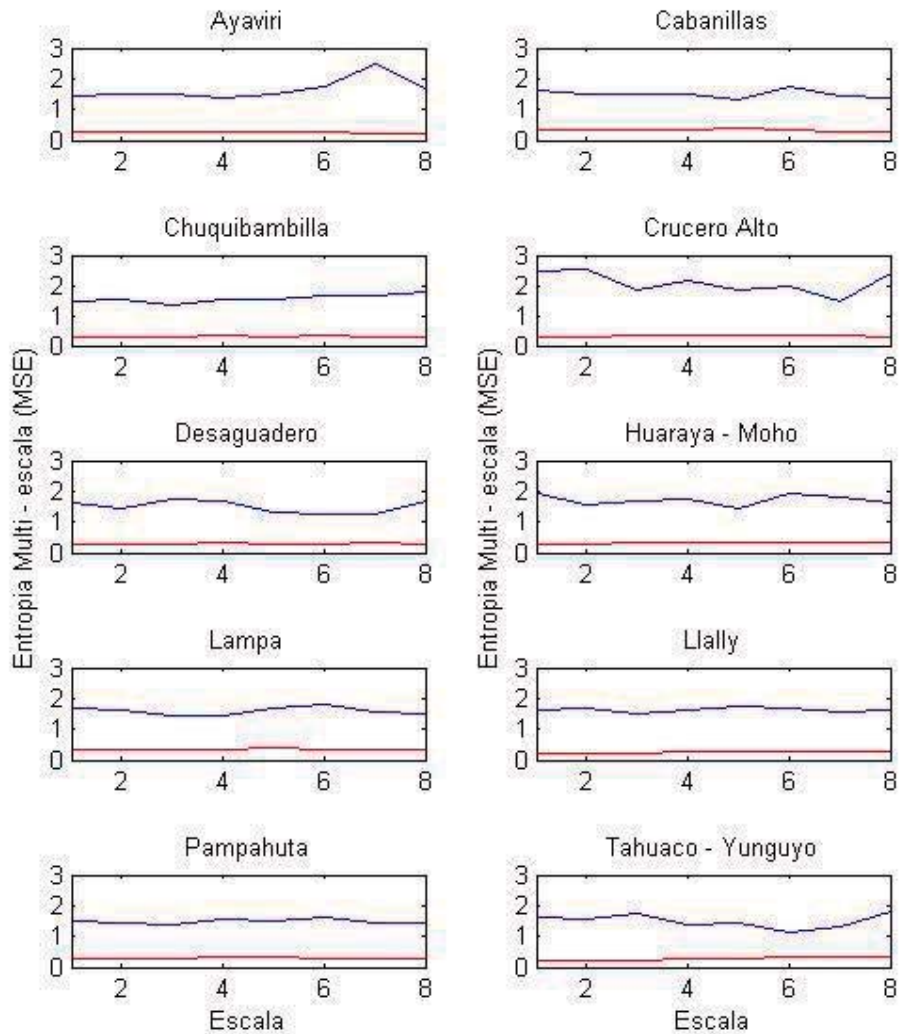 Ayaviri
3
2
1
0
2 4 6 8
Cabanillas
3
2
1
0
2 4 6 8
Chuquibambilla
3
2
1
0
2 4 6 8
Crucero Alto
3
2
1
0
2 4 6 8
Entropia Multi - escala (MSE)
Entropia Multi - escala (MSE)
Desaguadero
3
2
1
0
2 4 6 8
Huaraya - Moho
3
2
1
0
2 4 6 8
Lampa
3
2
1
0
2 4 6 8
Llally
3
2
1
0
2 4 6 8
Pampahuta
3
2
1
0
2 4 6 8
Escala
Tahuaco - Yunguyo
3
2
1
0
2 4 6 8
Escala